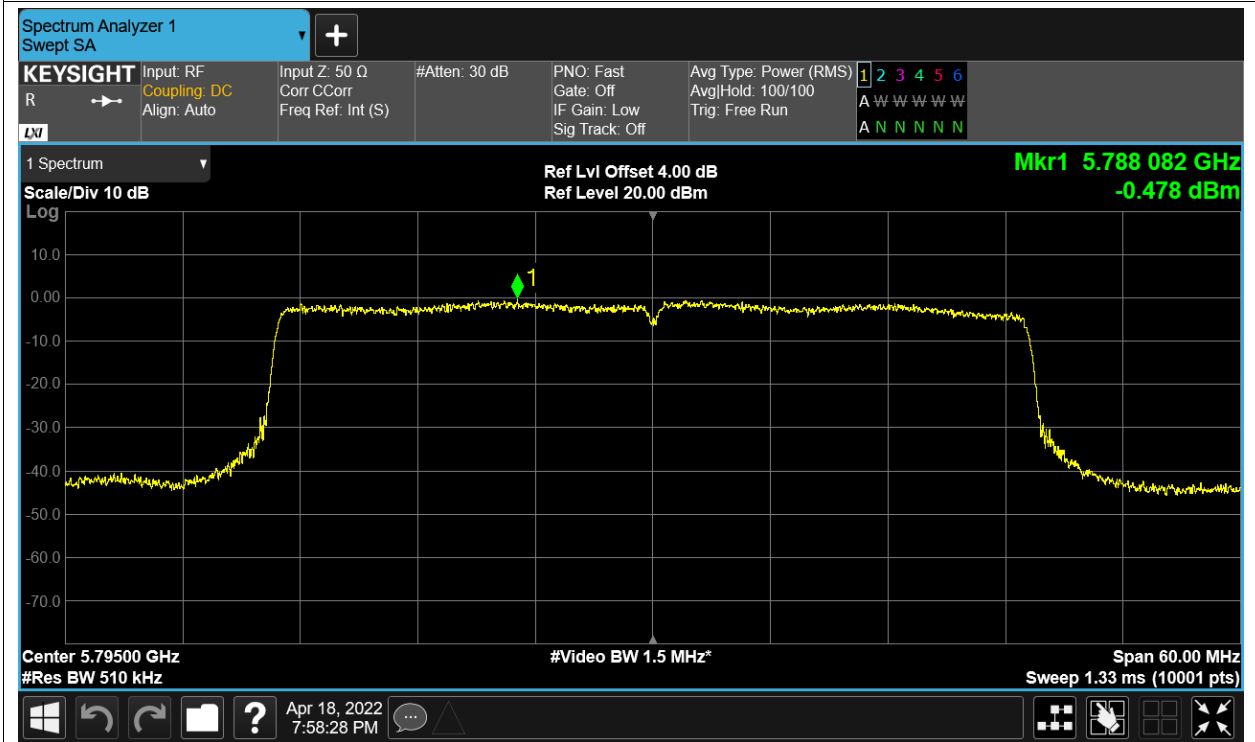 Spectrum Analyzer 1
Swept SA
+
KEYSIGHT Input: RF Input Z: 50 Ω #Atten: 30 dB PNO: Fast Avg Type: Power (RMS) 1 2 3 4 5 6
R Coupling: DC Corr CCorr Gate: Off Avg|Hold: 100/100 A W W W W W
Align: Auto Freq Ref: Int (S) IF Gain: Low Trig: Free Run
LXI Sig Track: Off A N N N N N
1 Spectrum Ref Lvl Offset 4.00 dB Mkr1 5.788 082 GHz
Scale/Div 10 dB Ref Level 20.00 dBm -0.478 dBm
Log
10.0
1
0.00
-10.0
-20.0
-30.0
-40.0
-50.0
-60.0
-70.0
Center 5.79500 GHz #Video BW 1.5 MHz* Span 60.00 MHz
#Res BW 510 kHz Sweep 1.33 ms (10001 pts)
? Apr 18, 2022
7:58:28 PM